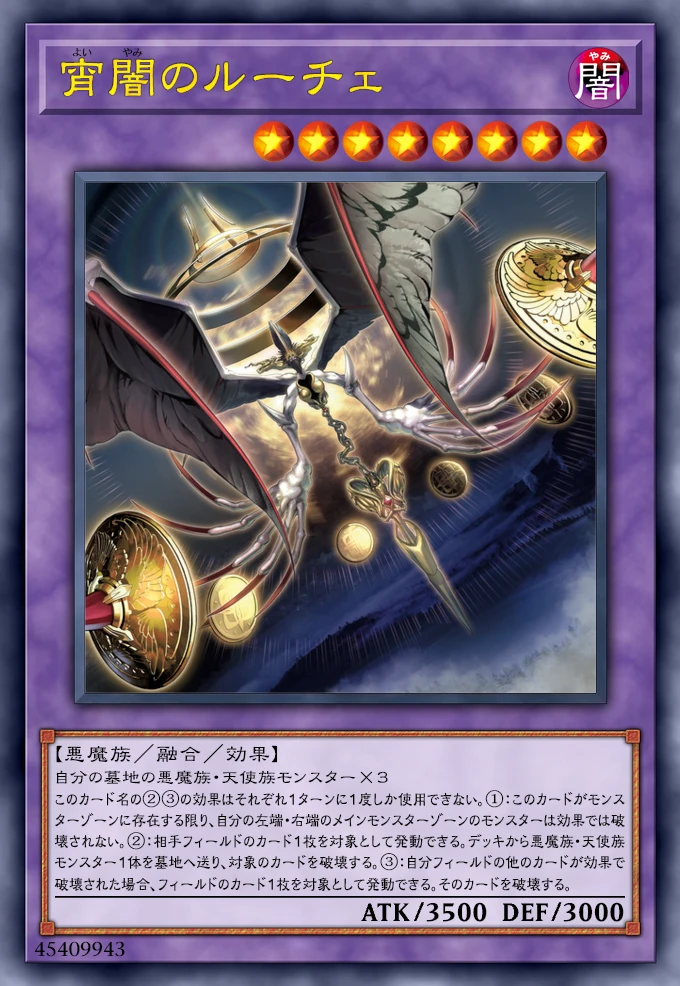 よい やみ
宵闇のルーチェ
やみ
闇
【悪魔族／融合／効果】
自分の墓地の悪魔族・天使族モンスター×3
このカード名の②③の効果はそれぞれ1ターンに1度しか使用できない。①：このカードがモンス
ターゾーンに存在する限り、自分の左端・右端のメインモンスターゾーンのモンスターは効果では破
壊されない。②：相手フィールドのカード1枚を対象として発動できる。デッキから悪魔族・天使族
モンスター1体を墓地へ送り、対象のカードを破壊する。③：自分フィールドの他のカードが効果で
破壊された場合、フィールドのカード1枚を対象として発動できる。そのカードを破壊する。
ATK/3500 DEF/3000
45409943